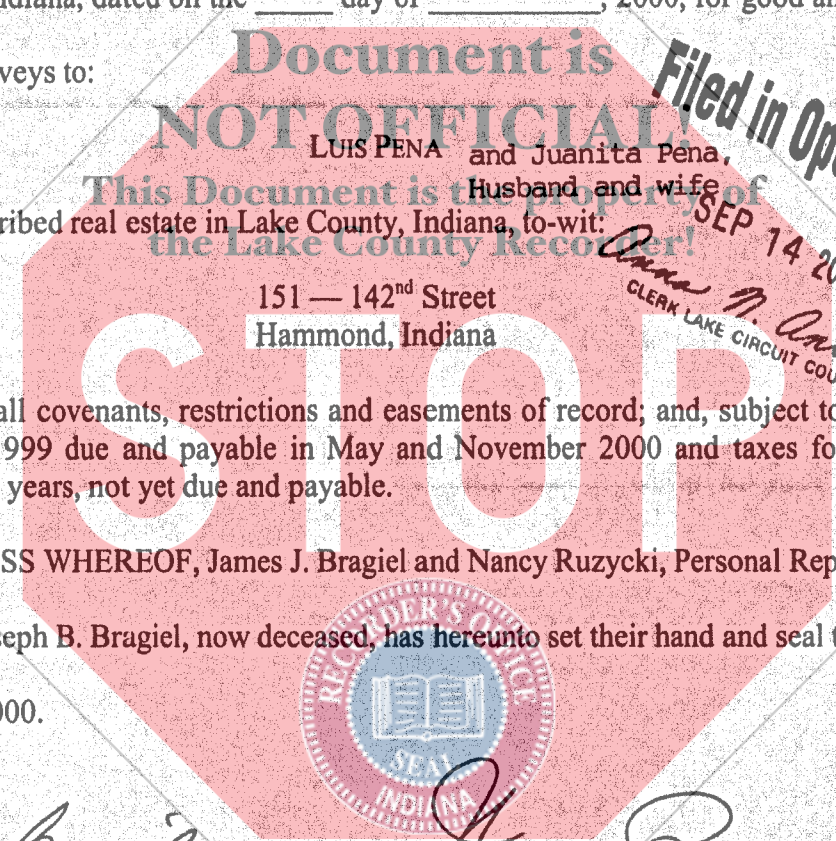 ndiana, dated on the _____ day of ___________, 2000, for good an
veys to:
Document is
NOT OFFICIAL!
This Document is the property of
the Lake County Recorder!
Filed in Op
LUIS PENA and Juanita Pena,
Husband and wife
ribed real estate in Lake County, Indiana, to-wit:
SEP 14 20
Anna N. An
CLERK LAKE CIRCUIT COU
151 — 142nd Street
Hammond, Indiana
STOP
all covenants, restrictions and easements of record; and, subject to
999 due and payable in May and November 2000 and taxes fo
years, not yet due and payable.
SS WHEREOF, James J. Bragiel and Nancy Ruzycki, Personal Rep
seph B. Bragiel, now deceased, has hereunto set their hand and seal t
000.
RECORDER'S OFFICE
SEAL
INDIANA